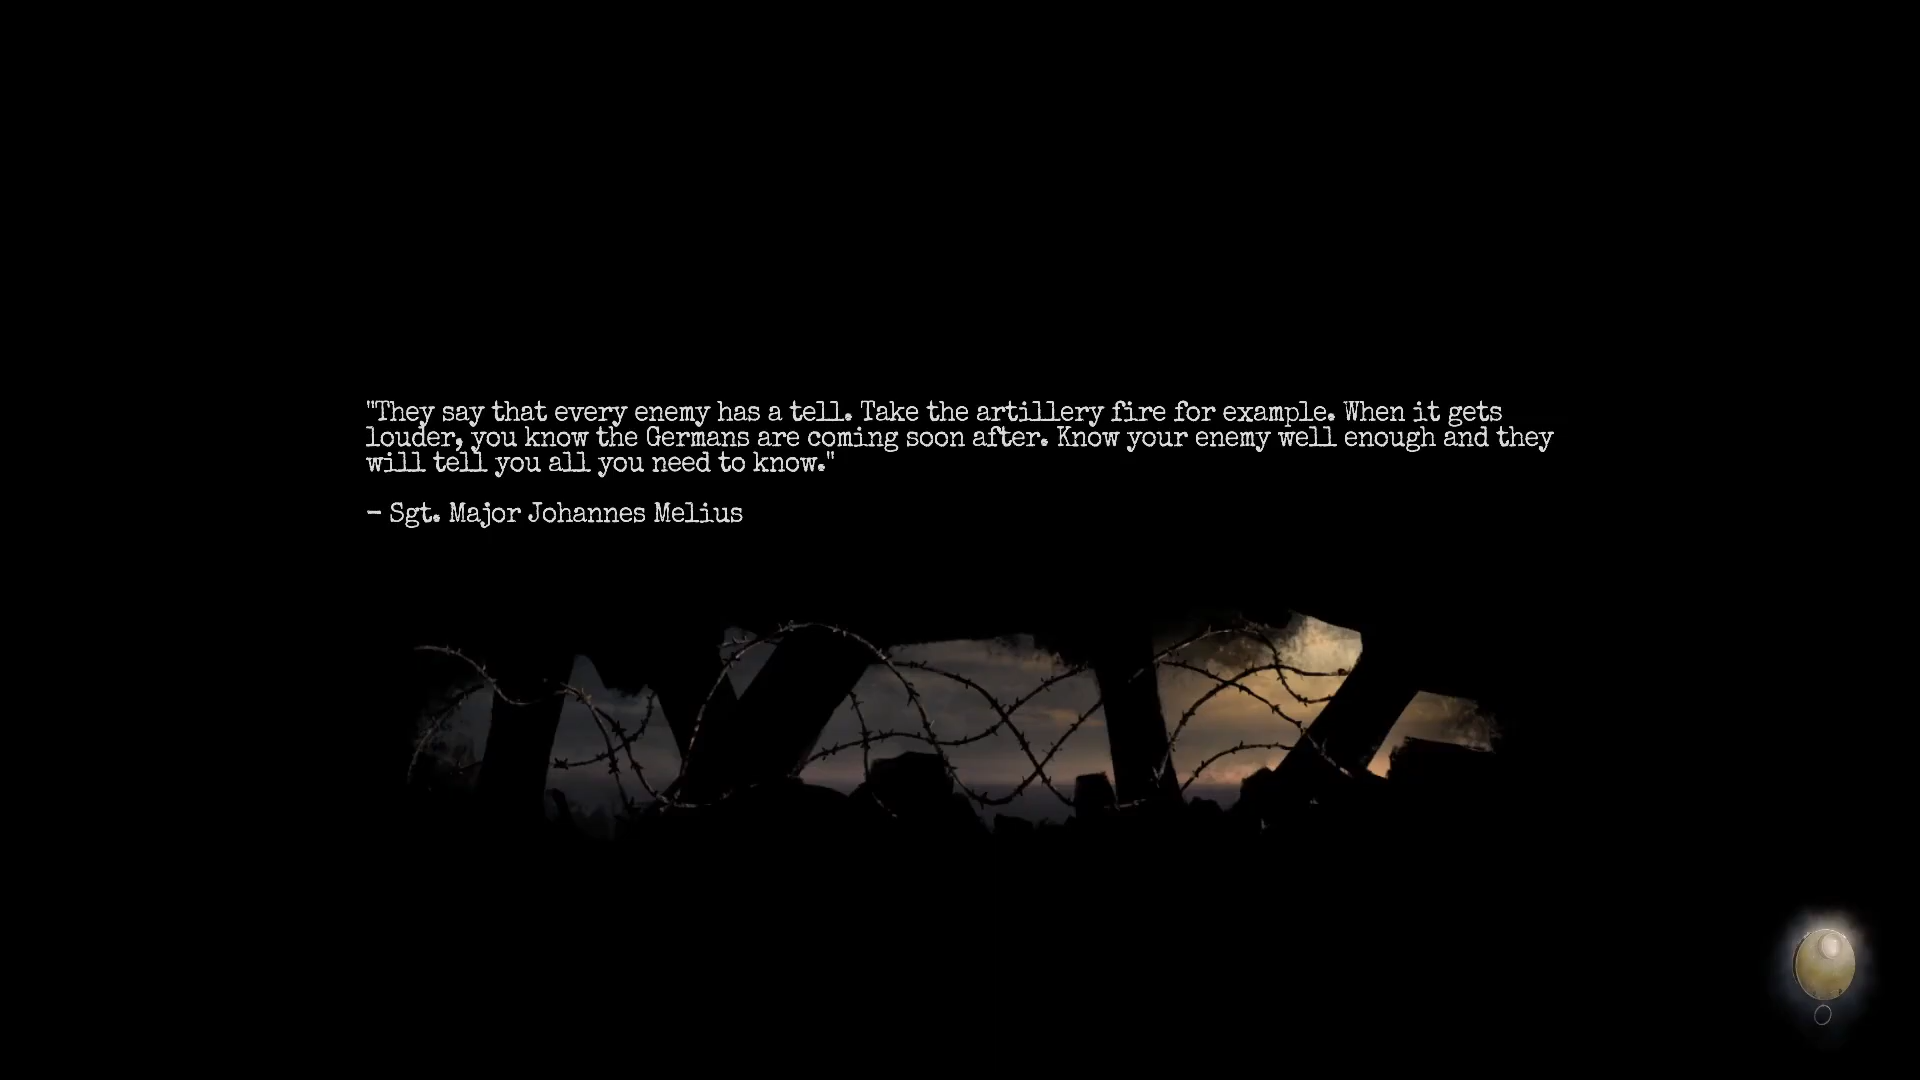 "They say that every enemy has a tell. Take the artillery fire for example. When it gets
louder, you know the Germans are coming soon after. Know your enemy well enough and they
will tell you all you need to know."
- Sgt. Major Johannes Melius